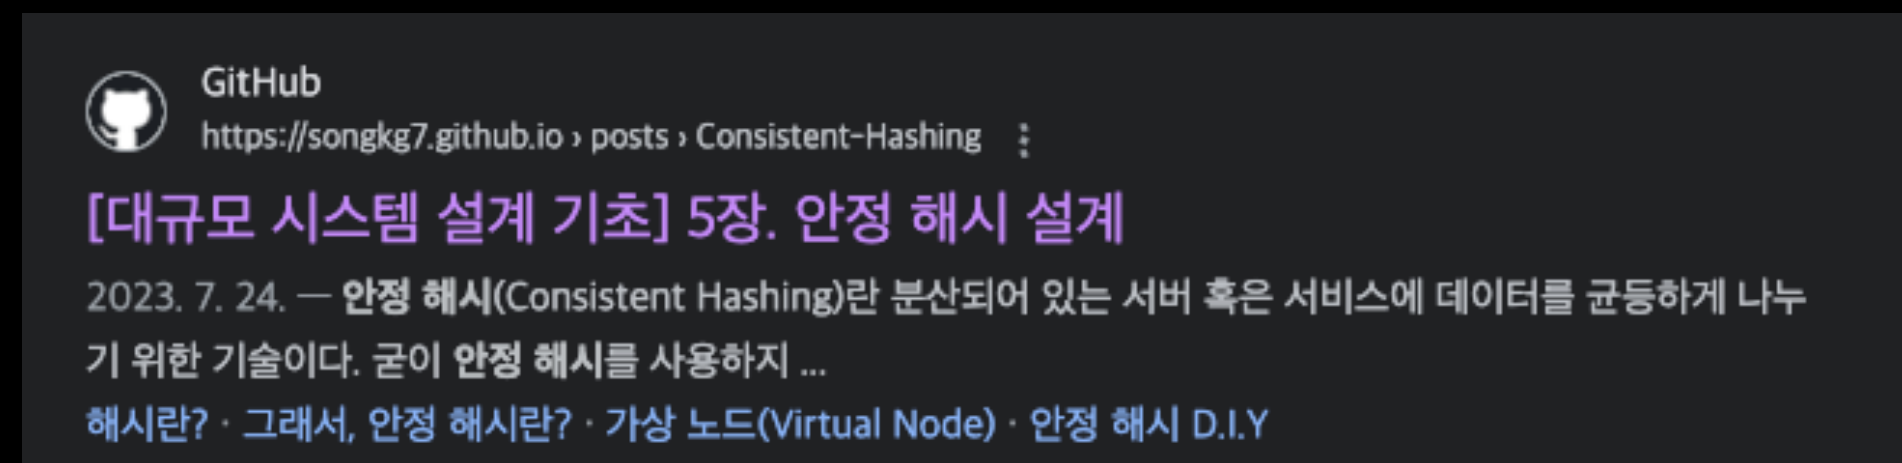 GitHub
https://songkg7.github.io › posts › Consistent-Hashing
[대규모 시스템 설계 기초] 5장. 안정 해시 설계
2023. 7. 24. — 안정 해시(Consistent Hashing)란 분산되어 있는 서버 혹은 서비스에 데이터를 균등하게 나누
기 위한 기술이다. 굳이 안정 해시를 사용하지 ...
해시란? · 그래서, 안정 해시란? · 가상 노드(Virtual Node) · 안정 해시 D.I.Y